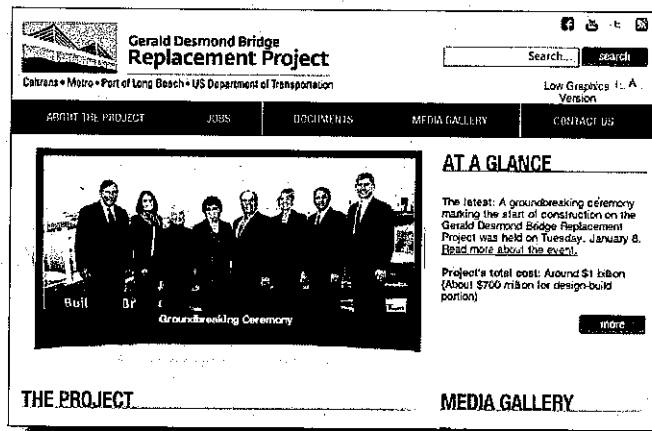 Gerald Desmond Bridge
Replacement Project
Caltrans • Metro • Port of Long Beach • US Department of Transportation
Search...
search
Low Graphics
Version
A
ABOUT THE PROJECT
JOBS
DOCUMENTS
MEDIA GALLERY
CONTACT US
Buil
Br
Groundbreaking Ceremony
AT A GLANCE
The latest: A groundbreaking ceremony
marking the start of construction on the
Gerald Desmond Bridge Replacement
Project was held on Tuesday, January 8.
Read more about the event.
Project's total cost: Around $1 billion
(About $700 million for design-build
portion)
more
THE PROJECT
MEDIA GALLERY